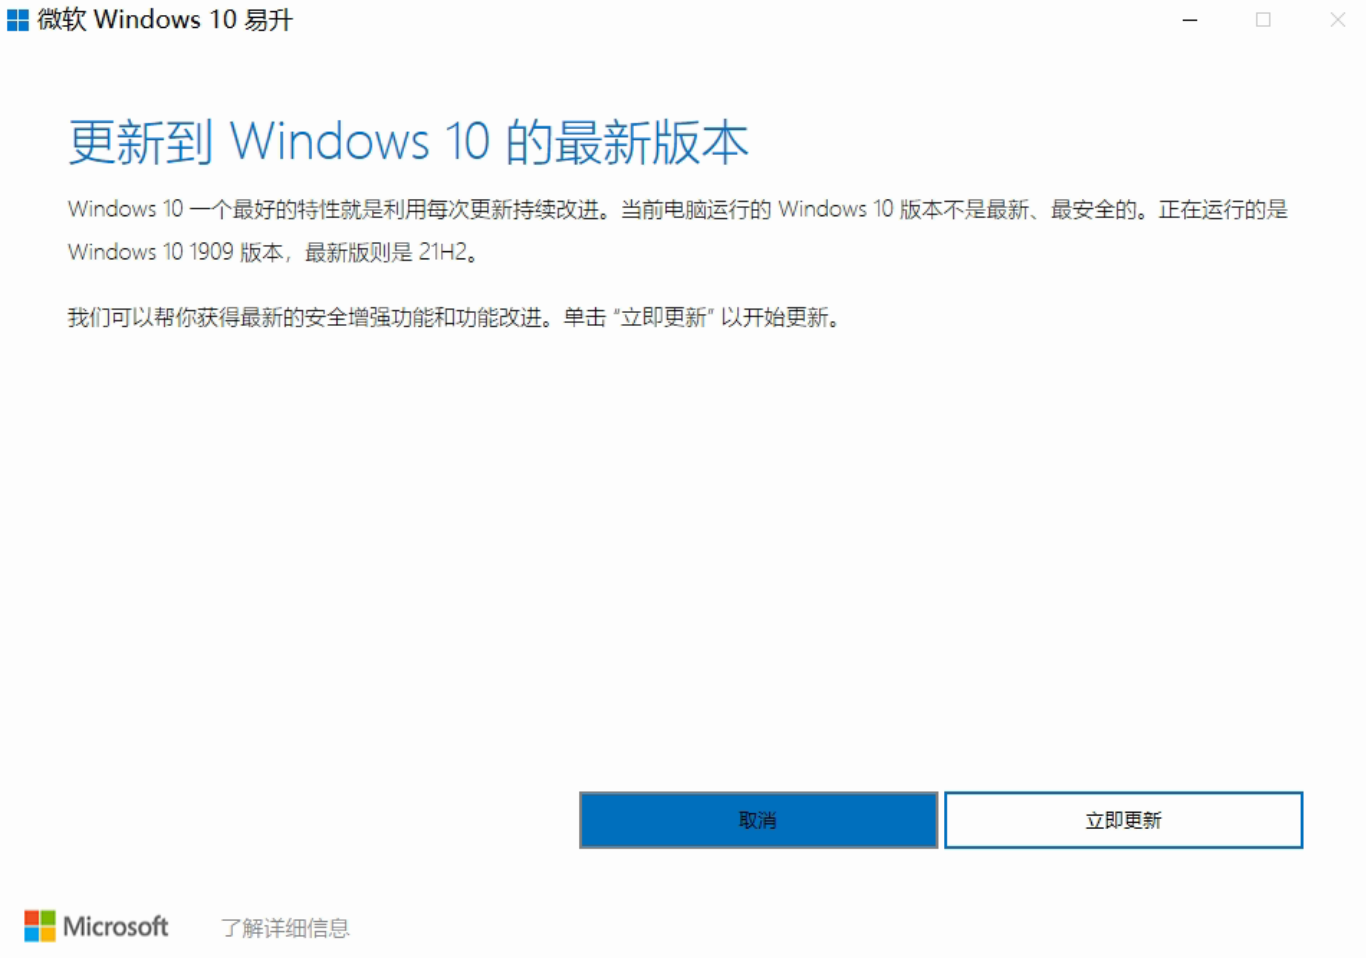 微软 Windows 10 易升
更新到 Windows 10 的最新版本
Windows 10 一个最好的特性就是利用每次更新持续改进。当前电脑运行的 Windows 10 版本不是最新、最安全的。正在运行的是
Windows 10 1909 版本，最新版则是 21H2。
我们可以帮你获得最新的安全增强功能和功能改进。单击 “立即更新” 以开始更新。
取消
立即更新
Microsoft
了解详细信息